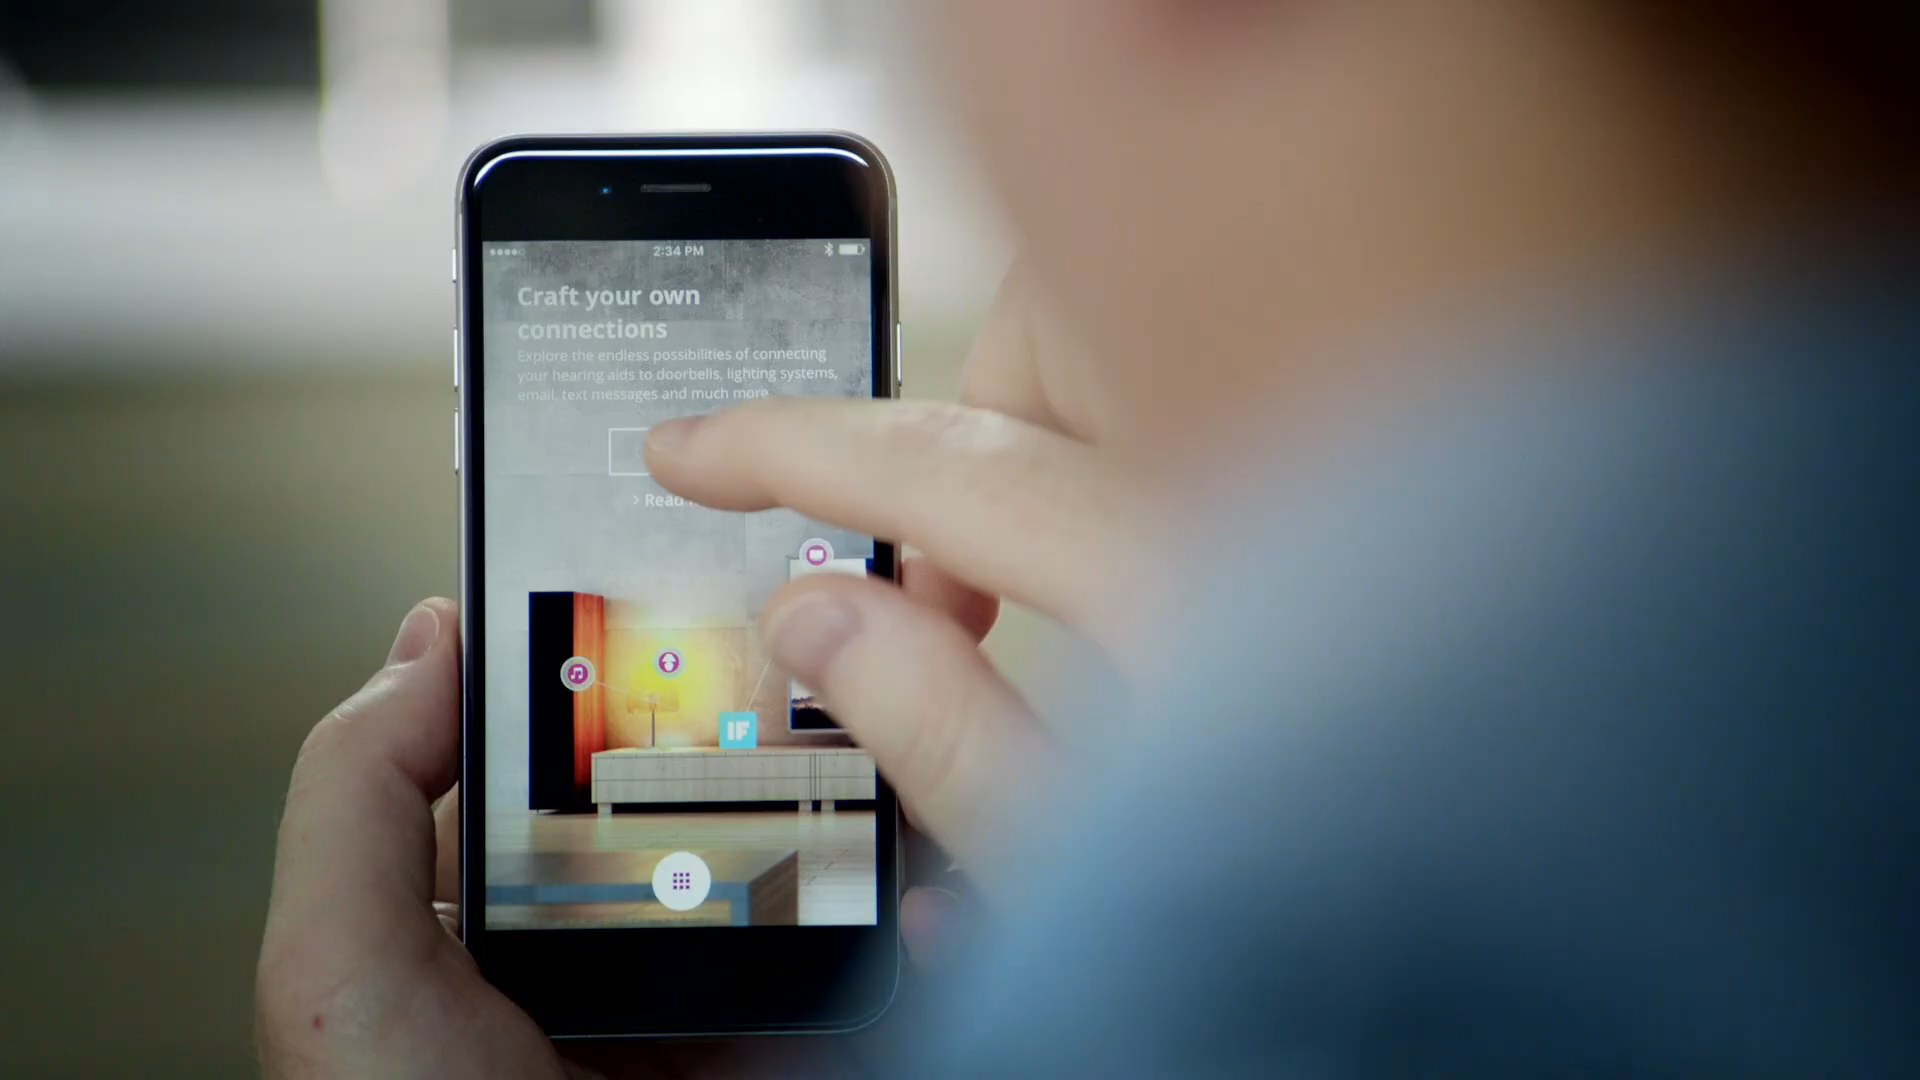 2:34 PM
Craft your own
connections
Explore the endless possibilities of connecting
your hearing aids to doorbells, lighting systems,
email, text messages and much more.
> Read
IF